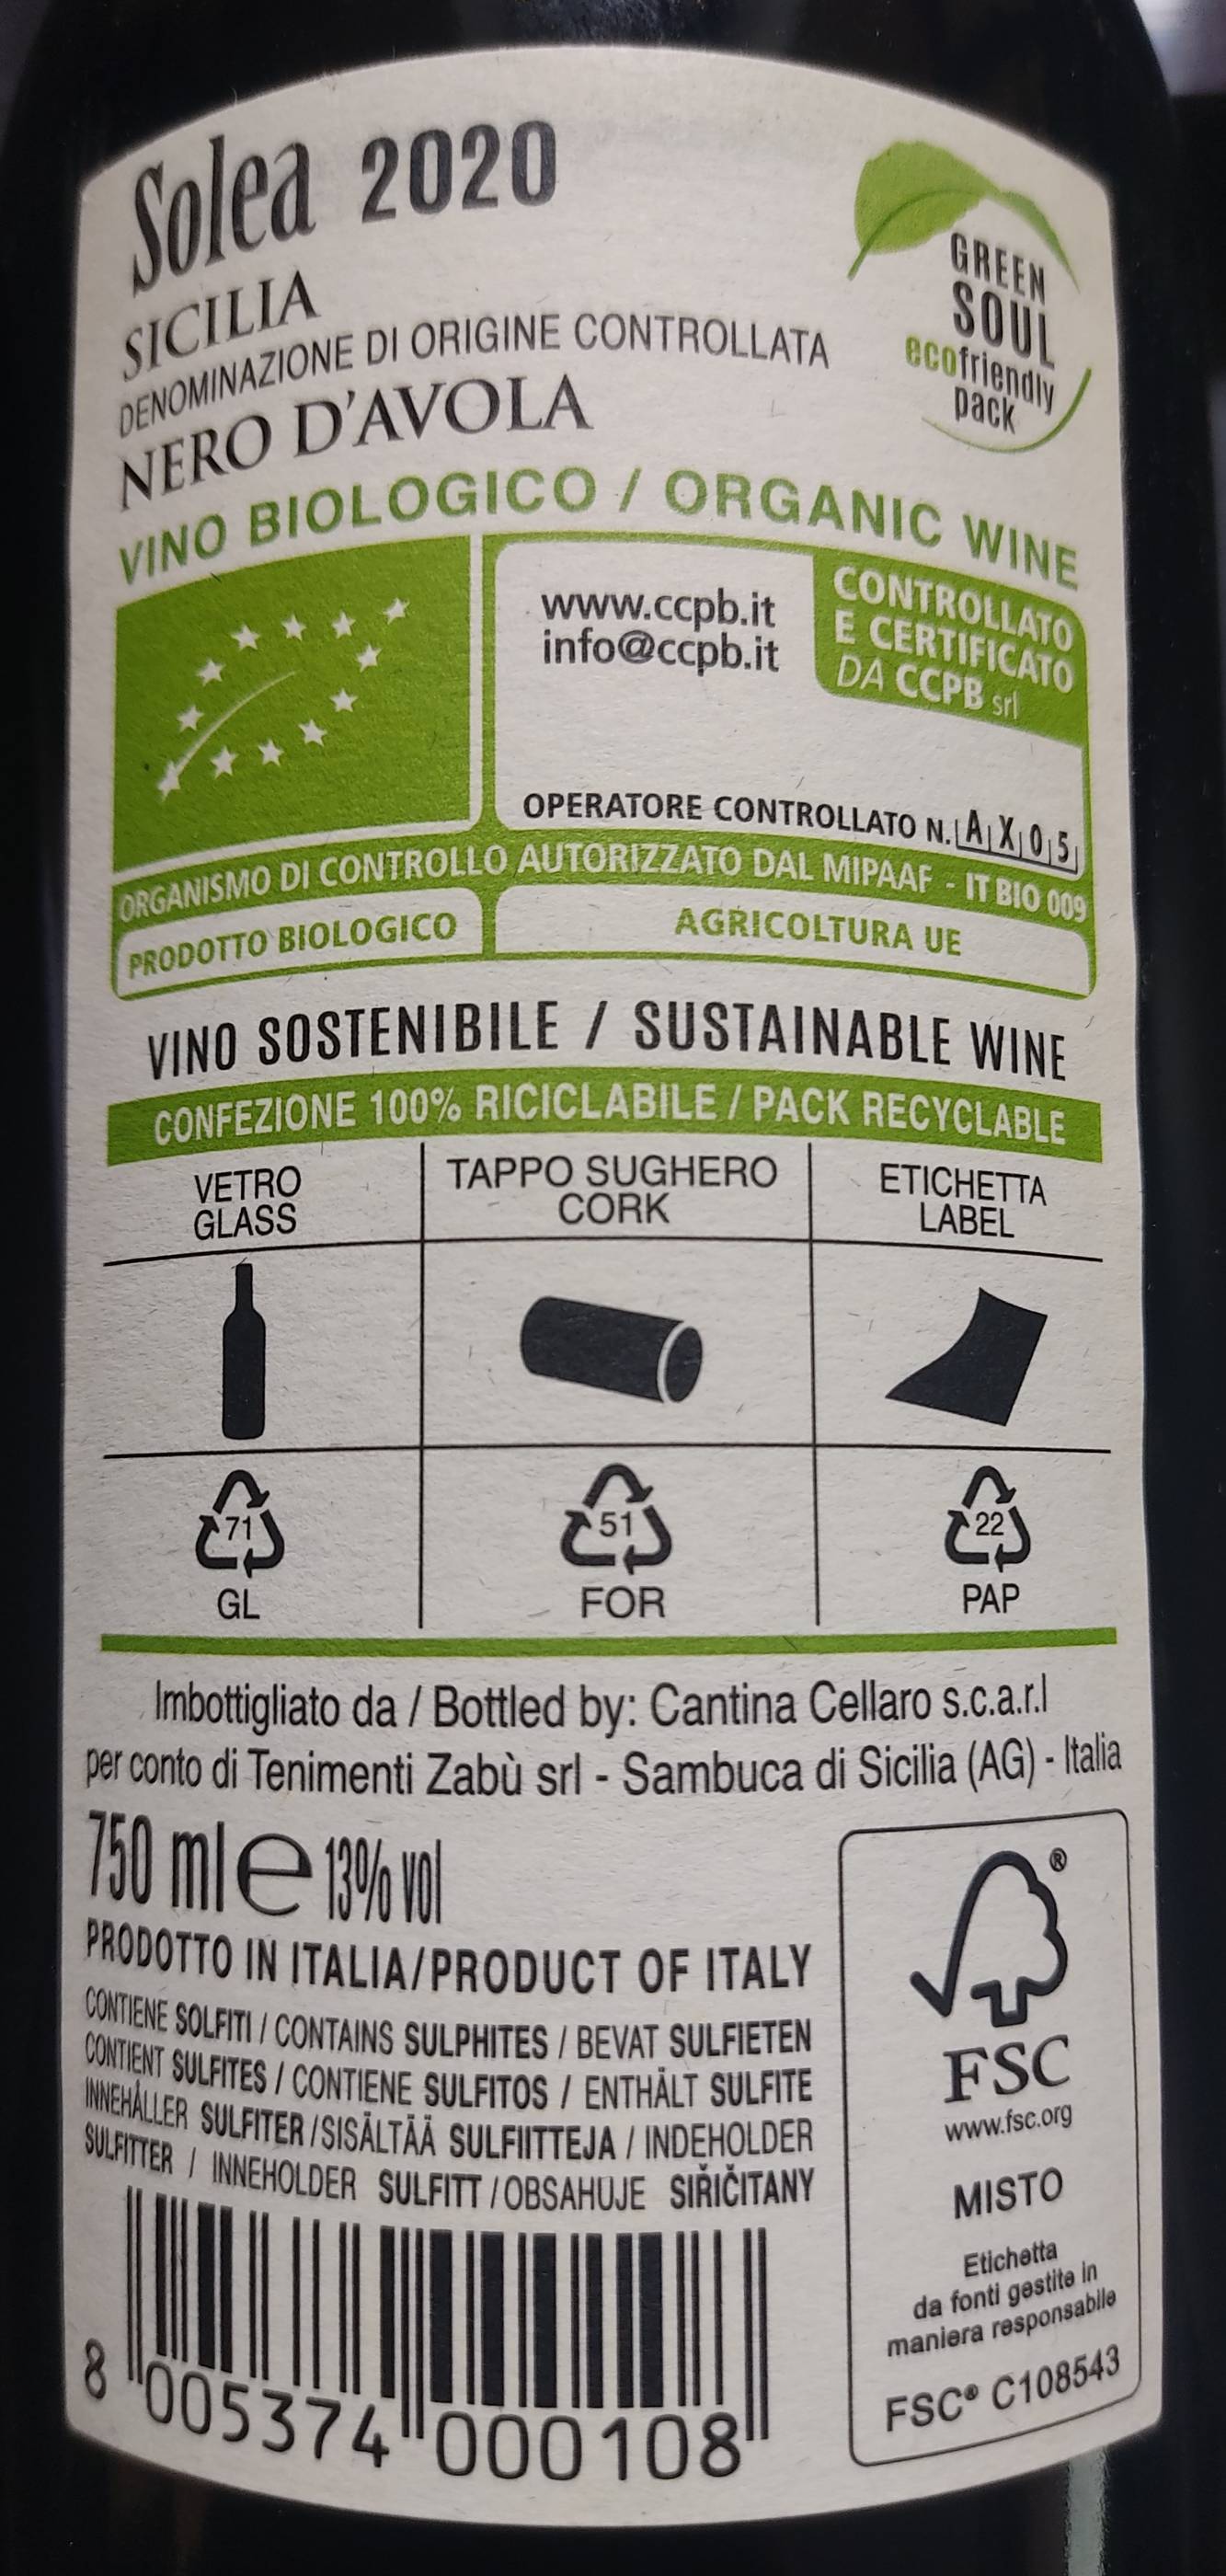 Solea 2020
SICILIA
DENOMINAZIONE DI ORIGINE CONTROLLATA
NERO D'AVOLA
GREEN
SOUL
ecofriendly
pack
VINO BIOLOGICO / ORGANIC WINE
www.ccpb.it
info@ccpb.it
CONTROLLATO
E CERTIFICATO
DA CCPB srl
OPERATORE CONTROLLATO N. A X 0 5
ORGANISMO DI CONTROLLO AUTORIZZATO DAL MIPAAF - IT BIO 009
PRODOTTO BIOLOGICO
AGRICOLTURA UE
VINO SOSTENIBILE / SUSTAINABLE WINE
CONFEZIONE 100% RICICLABILE / PACK RECYCLABLE
VETRO
GLASS
TAPPO SUGHERO
CORK
ETICHETTA
LABEL
71
GL
51
FOR
22
PAP
Imbottigliato da / Bottled by: Cantina Cellaro s.c.a.r.l
per conto di Tenimenti Zabù srl - Sambuca di Sicilia (AG) - Italia
750 ml e 13% vol
PRODOTTO IN ITALIA/PRODUCT OF ITALY
CONTIENE SOLFITI / CONTAINS SULPHITES / BEVAT SULFIETEN
CONTIENT SULFITES / CONTIENE SULFITOS / ENTHÄLT SULFITE
INNEHÅLLER SULFITER /SISÄLTÄÄ SULFIITTEJA / INDEHOLDER
SULFITTER / INNEHOLDER SULFITT / OBSAHUJE SIŘIČITANY
8 005374 000108
®
FSC
www.fsc.org
MISTO
Etichetta
da fonti gestite in
maniera responsabile
FSC® C108543